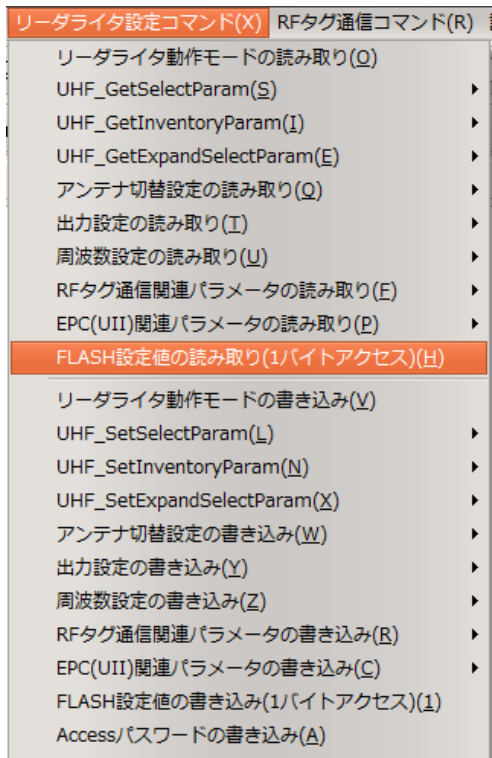 リーダライタ設定コマンド(X) RFタグ通信コマンド(R)
リーダライタ動作モードの読み取り(O)
UHF_GetSelectParam(S)
UHF_GetInventoryParam(I)
UHF_GetExpandSelectParam(E)
アンテナ切替設定の読み取り(Q)
出力設定の読み取り(T)
周波数設定の読み取り(U)
RFタグ通信関連パラメータの読み取り(F)
EPC(UII)関連パラメータの読み取り(P)
FLASH設定値の読み取り(1バイトアクセス)(H)
リーダライタ動作モードの書き込み(V)
UHF_SetSelectParam(L)
UHF_SetInventoryParam(N)
UHF_SetExpandSelectParam(X)
アンテナ切替設定の書き込み(W)
出力設定の書き込み(Y)
周波数設定の書き込み(Z)
RFタグ通信関連パラメータの書き込み(R)
EPC(UII)関連パラメータの書き込み(C)
FLASH設定値の書き込み(1バイトアクセス)(1)
Accessパスワードの書き込み(A)